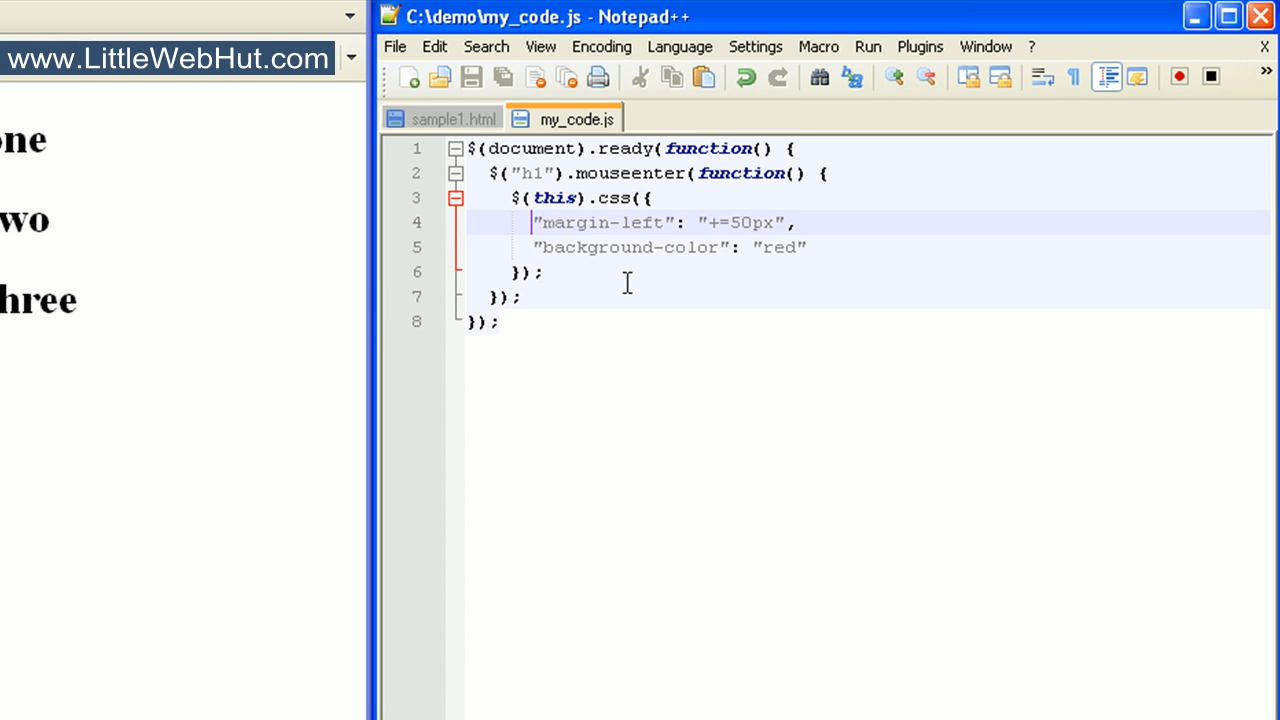 C:\demo\my_code.js - Notepad++
www.LittleWebHut.com
File Edit Search View Encoding Language Settings Macro Run Plugins Window ? X
sample1.html my_code.js
one
two
three
1 $(document).ready(function() {
2 $("h1").mouseenter(function() {
3 $(this).css({
4 "margin-left": "+=50px",
5 "background-color": "red"
6 });
7 });
8 });